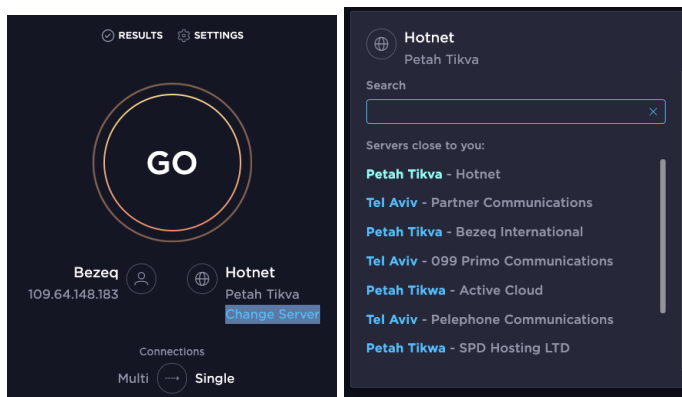 RESULTS SETTINGS
GO
Bezeq
109.64.148.183
Hotnet
Petah Tikva
Change Server
Connections
Multi Single
Hotnet
Petah Tikva
Search
Servers close to you:
Petah Tikva - Hotnet
Tel Aviv - Partner Communications
Petah Tikva - Bezeq International
Tel Aviv - 099 Primo Communications
Petah Tikwa - Active Cloud
Tel Aviv - Pelephone Communications
Petah Tikwa - SPD Hosting LTD